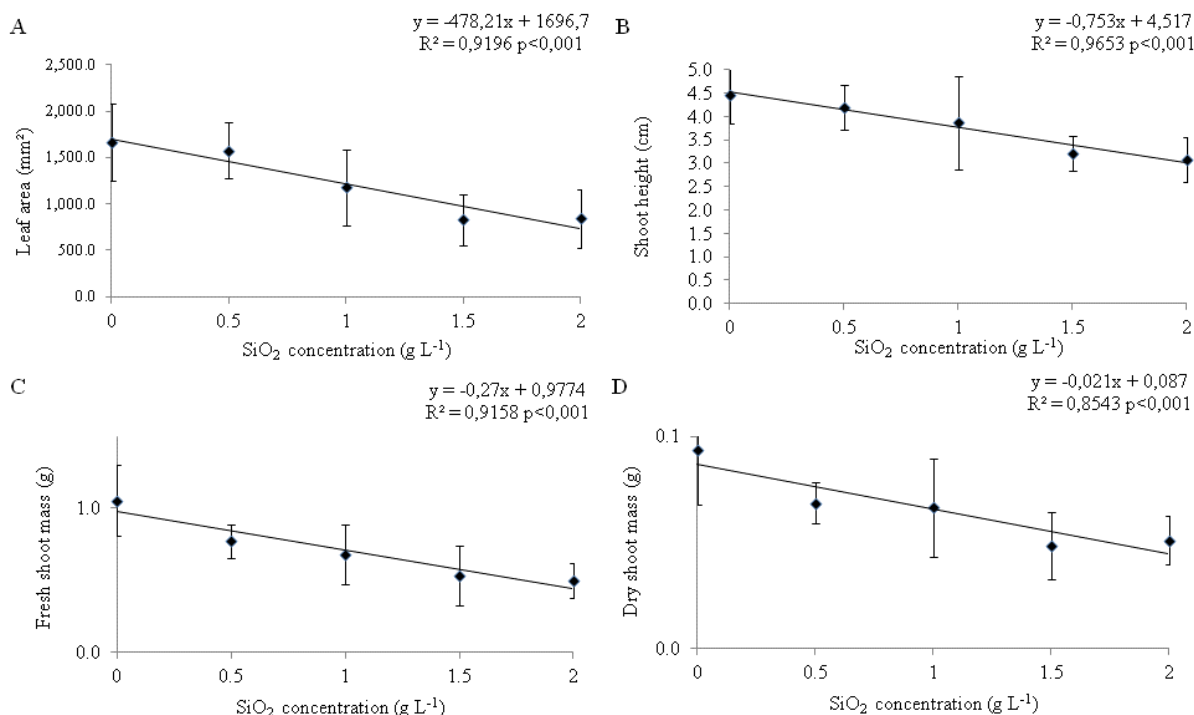 A
y = -478,21x + 1696,7
R² = 0,9196 p<0,001
2,500.0
2,000.0
1,500.0
1,000.0
500.0
0.0
Leaf area (mm²)
0 0.5 1 1.5 2
SiO₂ concentration (g L⁻¹)
B
y = -0,753x + 4,517
R² = 0,9653 p<0,001
5.0
4.5
4.0
3.5
3.0
2.5
2.0
1.5
1.0
0.5
0.0
Shoot height (cm)
0 0.5 1 1.5 2
SiO₂ concentration (g L⁻¹)
C
y = -0,27x + 0,9774
R² = 0,9158 p<0,001
1.0
0.0
Fresh shoot mass (g)
0 0.5 1 1.5 2
SiO₂ concentration (g L⁻¹)
D
y = -0,021x + 0,087
R² = 0,8543 p<0,001
0.1
0.0
Dry shoot mass (g)
0 0.5 1 1.5 2
SiO₂ concentration (g L⁻¹)